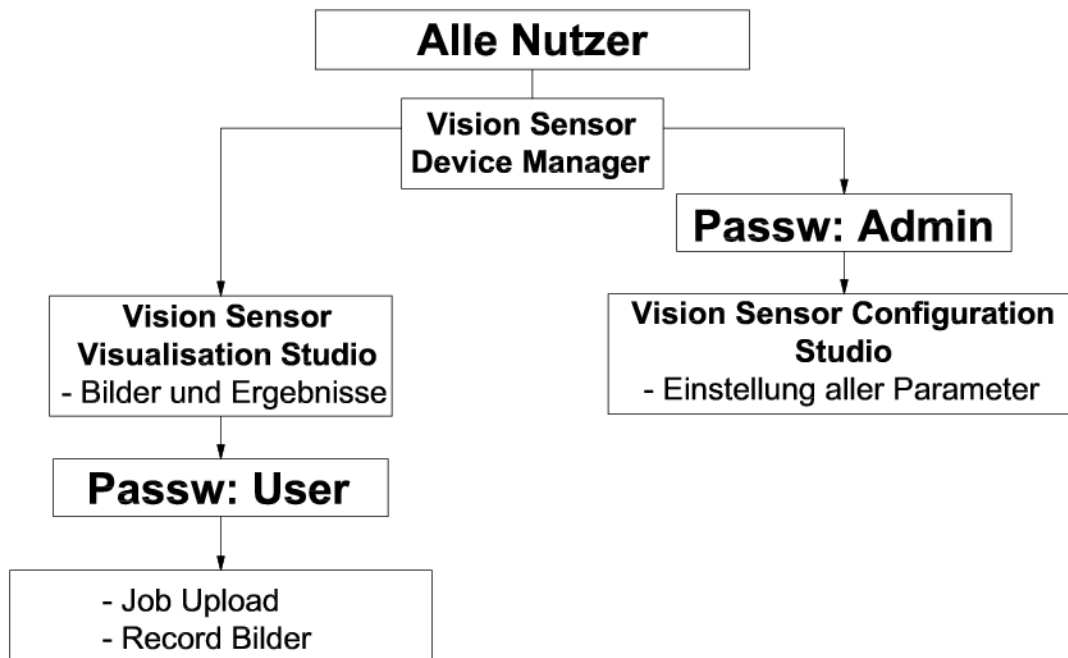 Alle Nutzer
Vision Sensor
Device Manager
Passw: Admin
Vision Sensor Configuration
Studio
- Einstellung aller Parameter
Vision Sensor
Visualisation Studio
- Bilder und Ergebnisse
Passw: User
- Job Upload
- Record Bilder